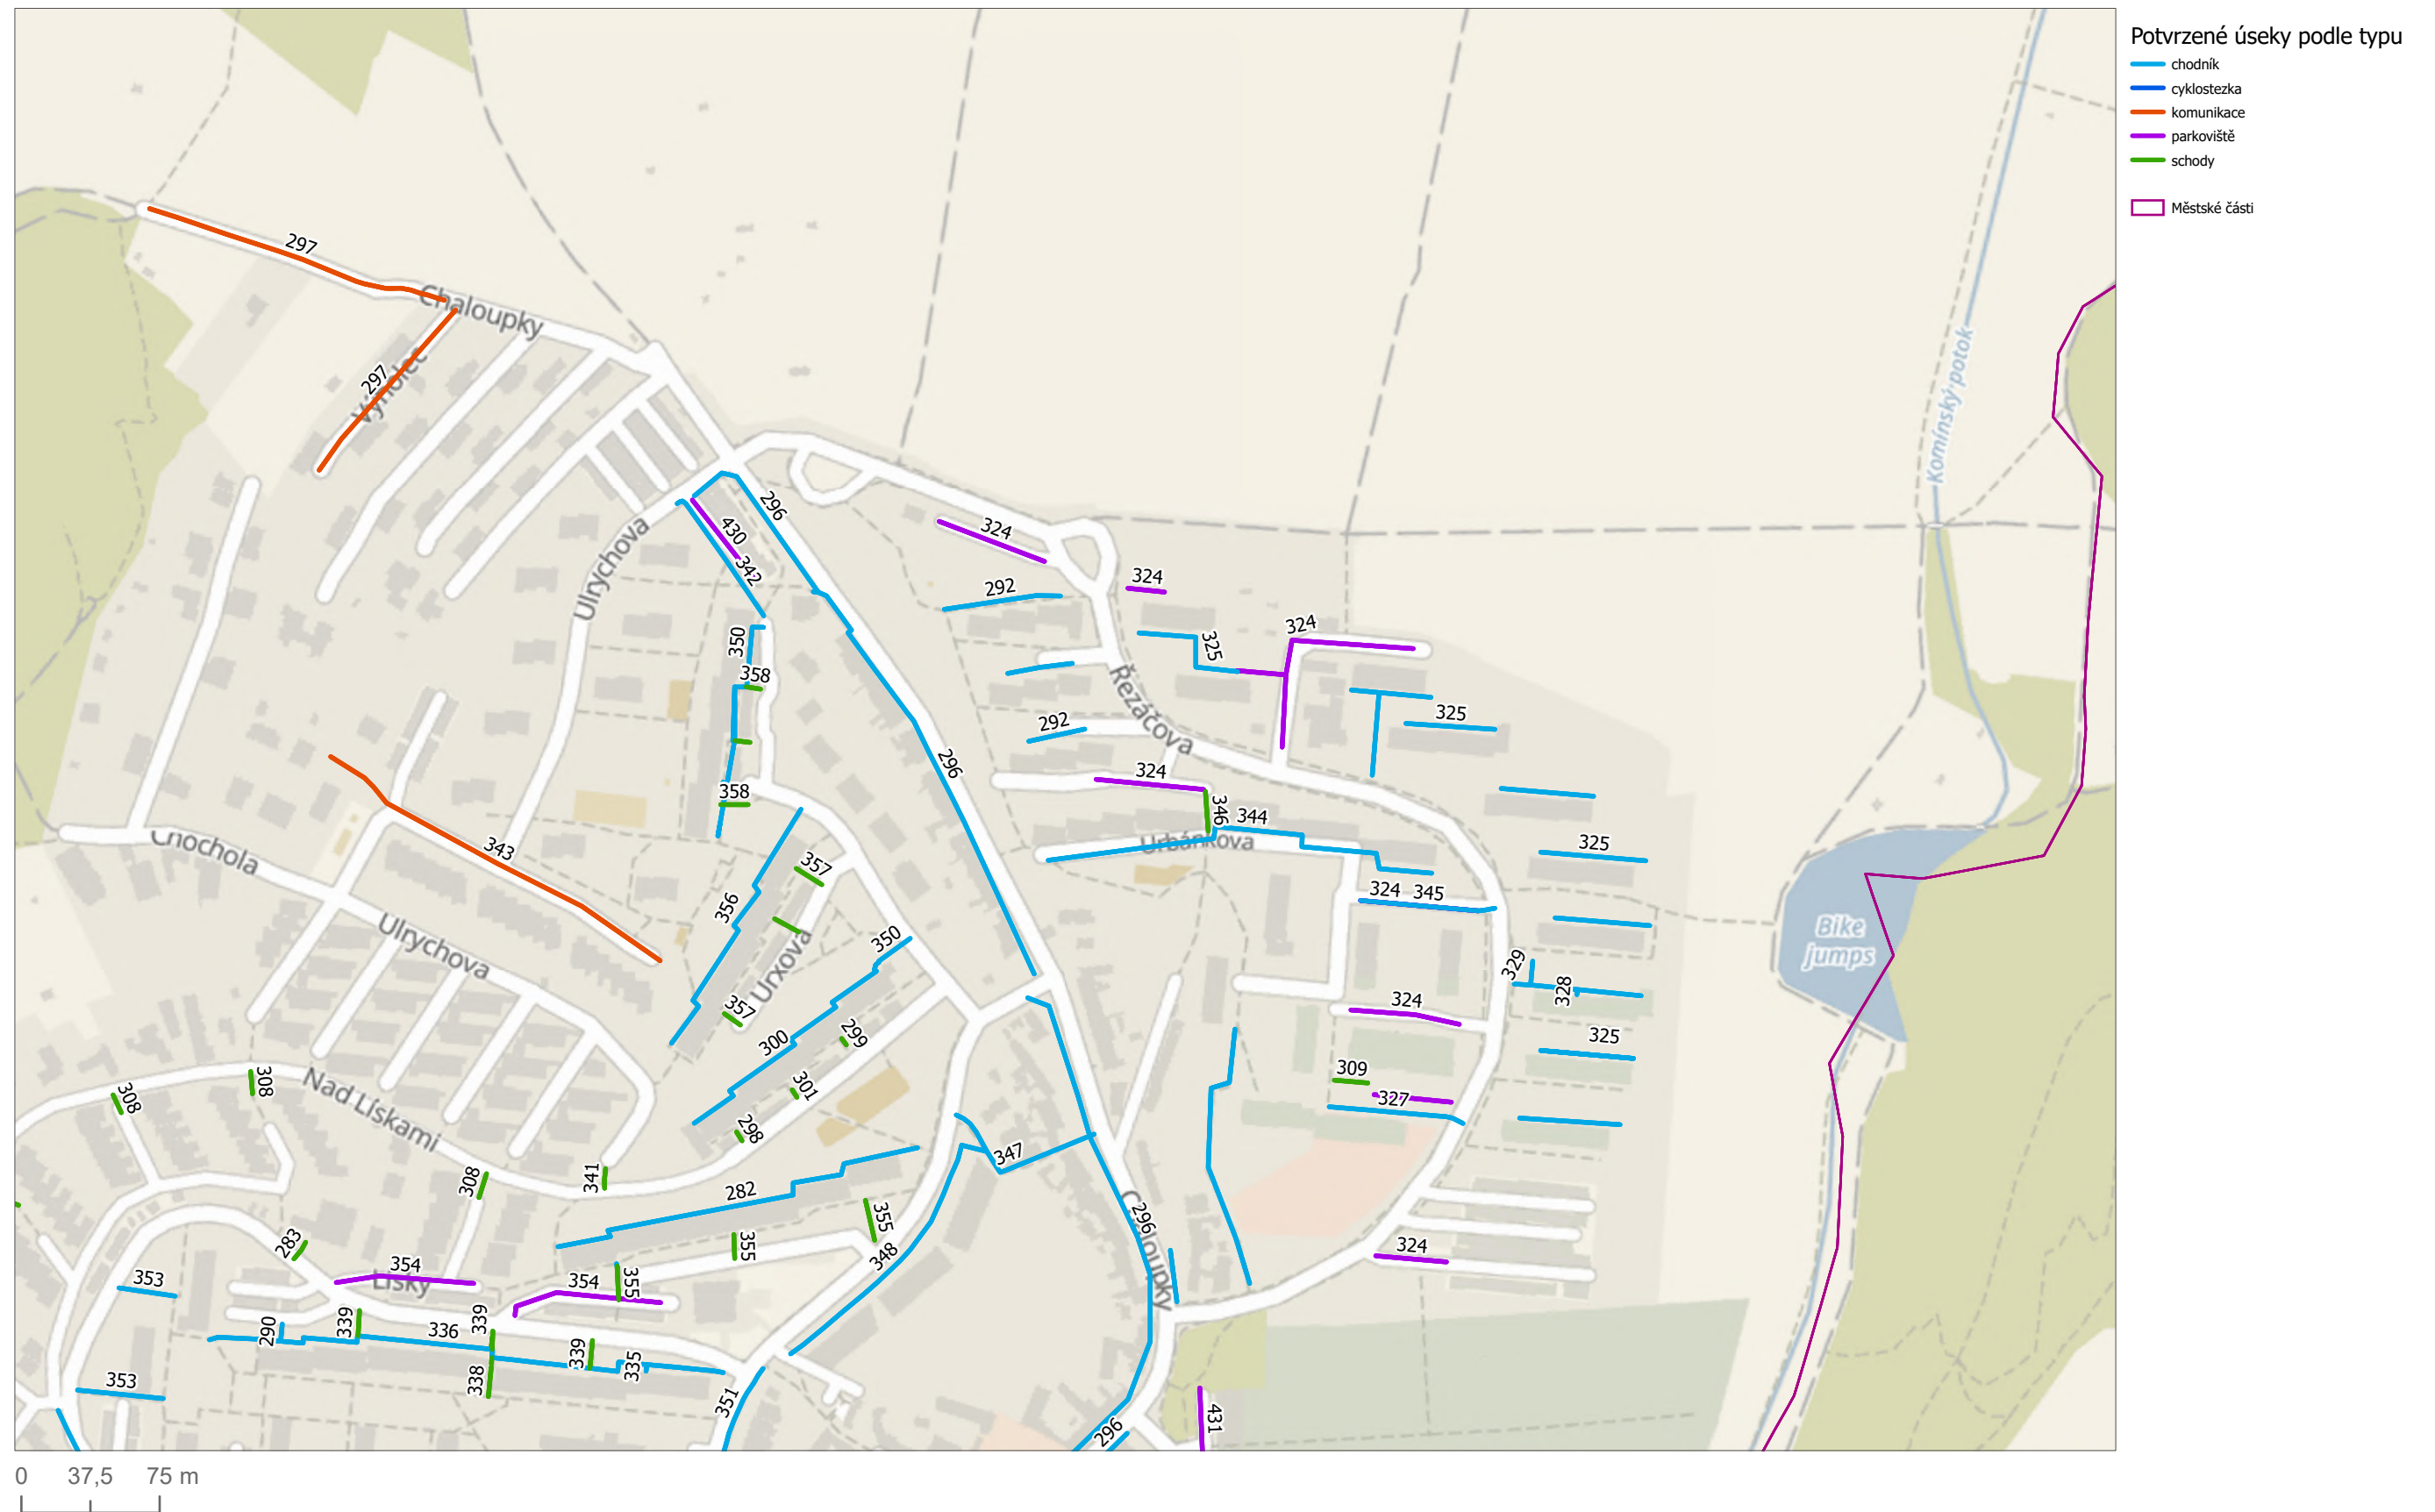 Potvrzené úseky podle typu
chodník
cyklostezka
komunikace
parkoviště
schody
Městské části
297
Chaloupky
297
Výholec
Komínský potok
296
430
342
Ulrychova
324
292
324
324
325
350
358
Řezáčova
325
292
296
324
358
346
344
Urbánkova
343
Chochola
357
325
324 345
356
Ulrychova
350
Urxova
Bike
jumps
329
328
357
324
300
299
325
308
308
Nad Lískami
301
309
327
298
347
308
341
282
Chaloupky
296
355
283
355
348
324
353
354
Lísky
354
355
290
339
336
339
339
335
338
353
351
296
431
0 37,5 75 m